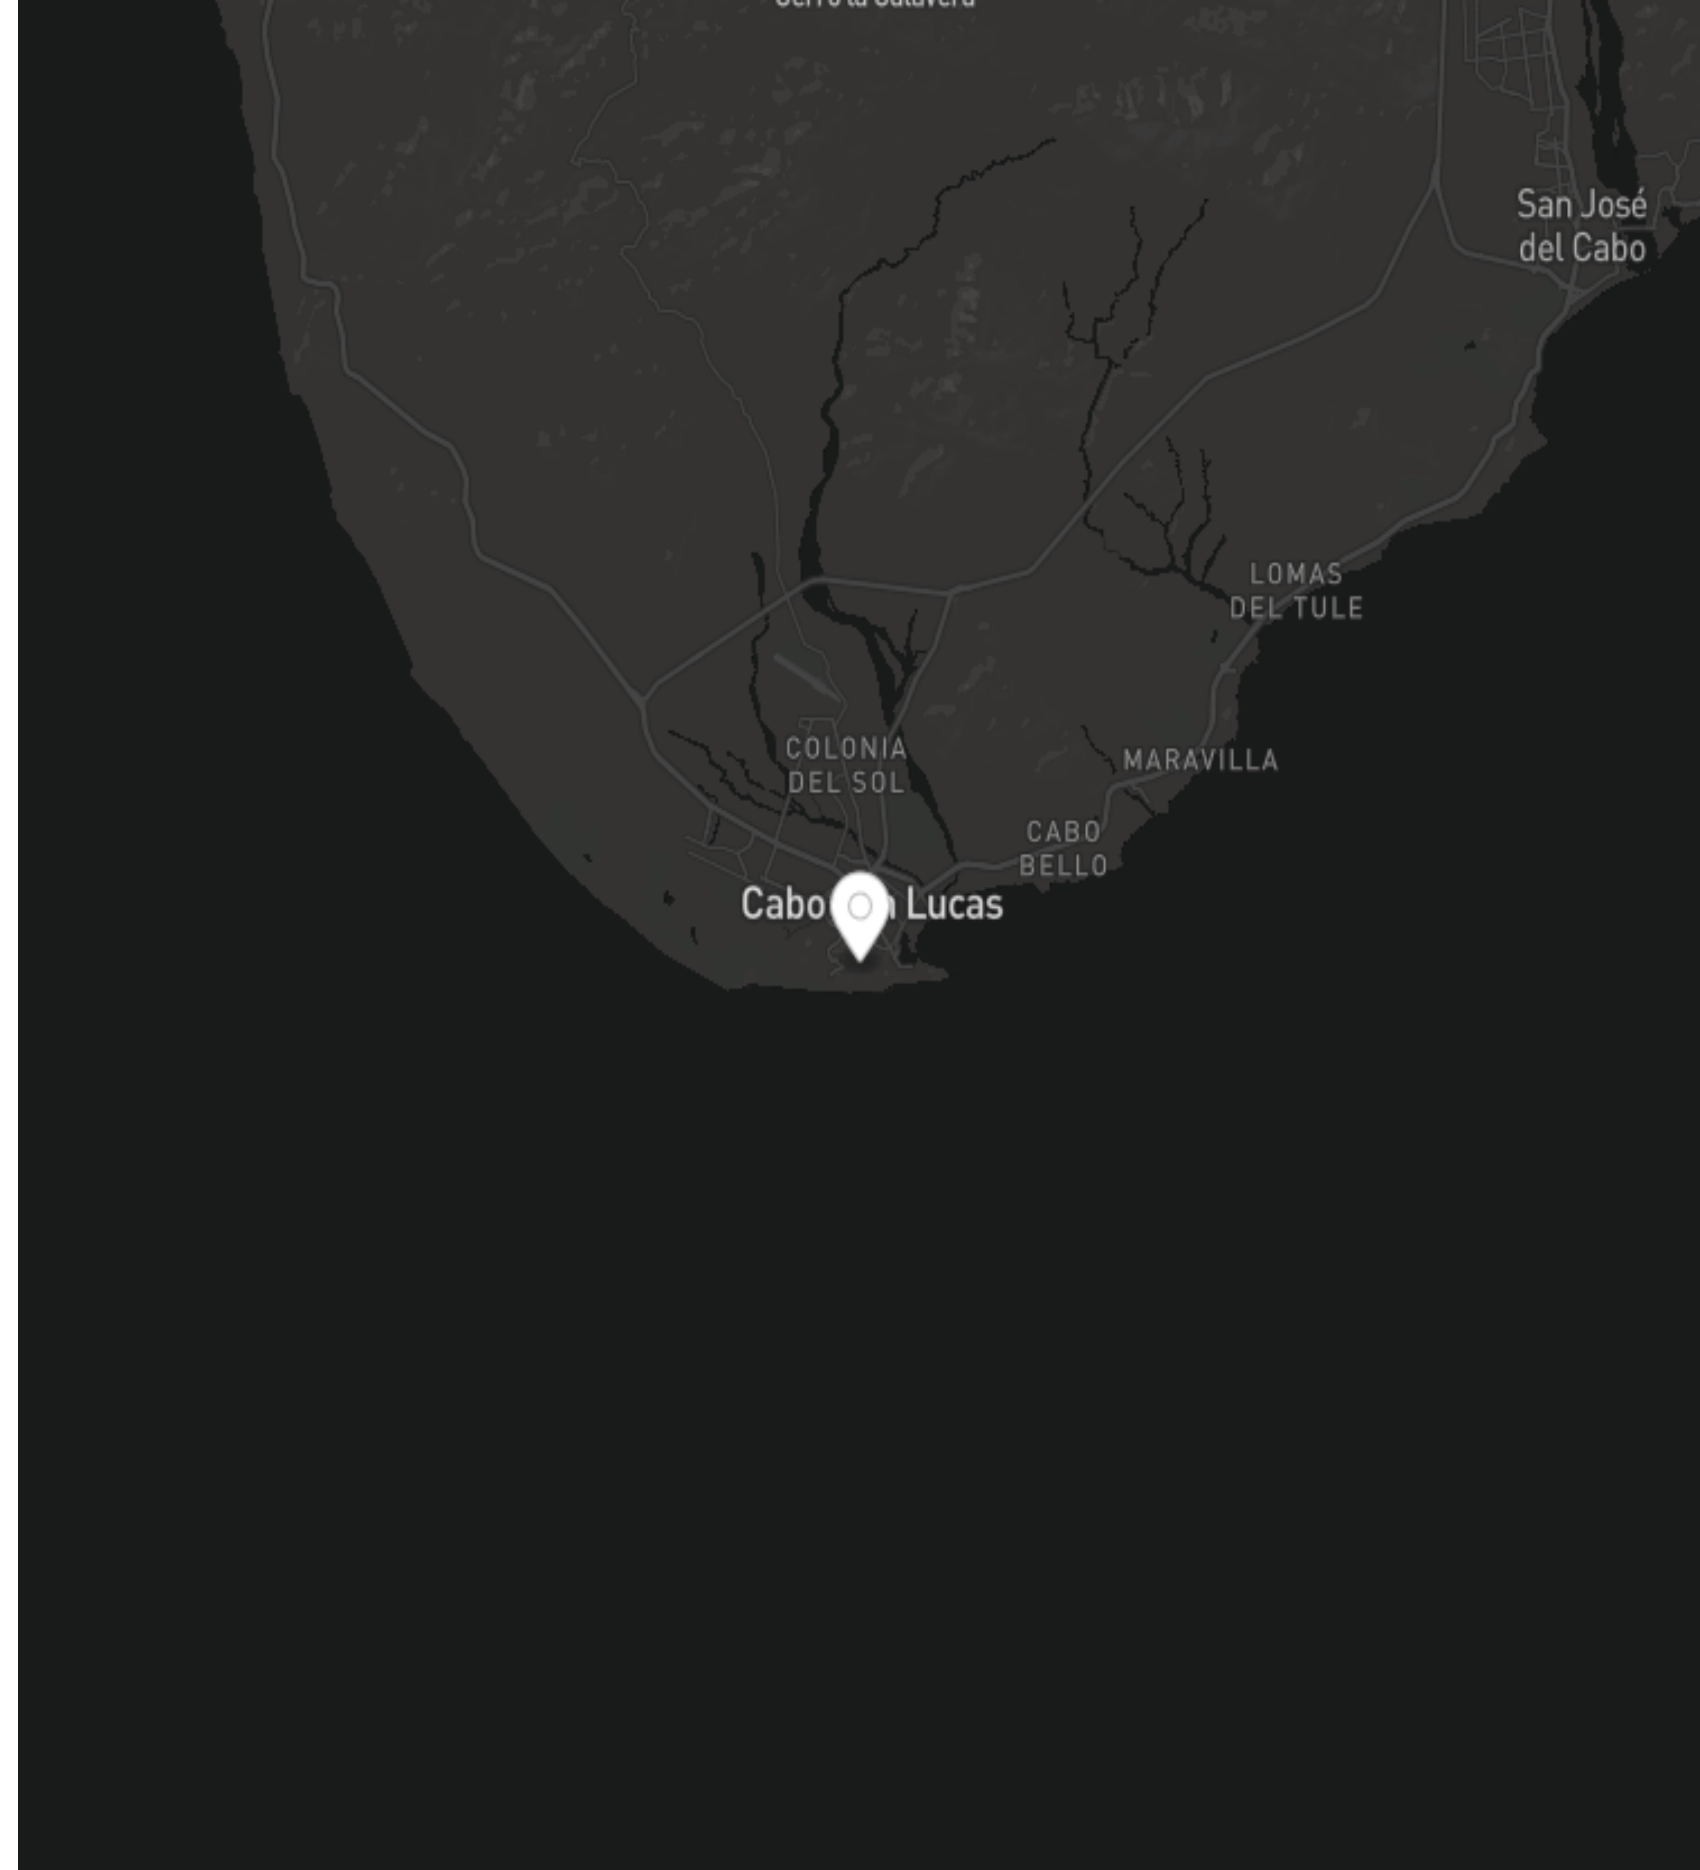 San José
del Cabo
LOMAS
DEL TULE
COLONIA
DEL SOL
MARAVILLA
CABO
BELLO
Cabo Lucas